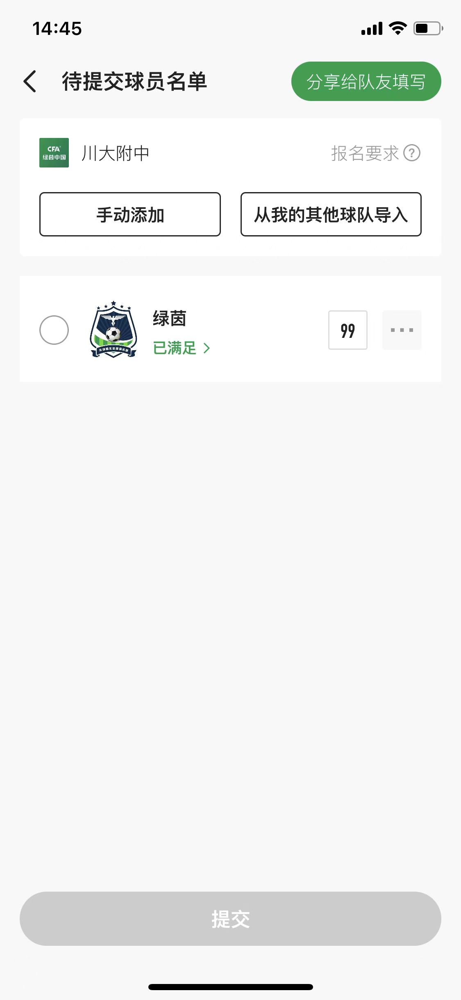 14:45
待提交球员名单
分享给队友填写
CFA
绿茵中国
川大附中
报名要求 ?
手动添加
从我的其他球队导入
绿茵
99
已满足
提交